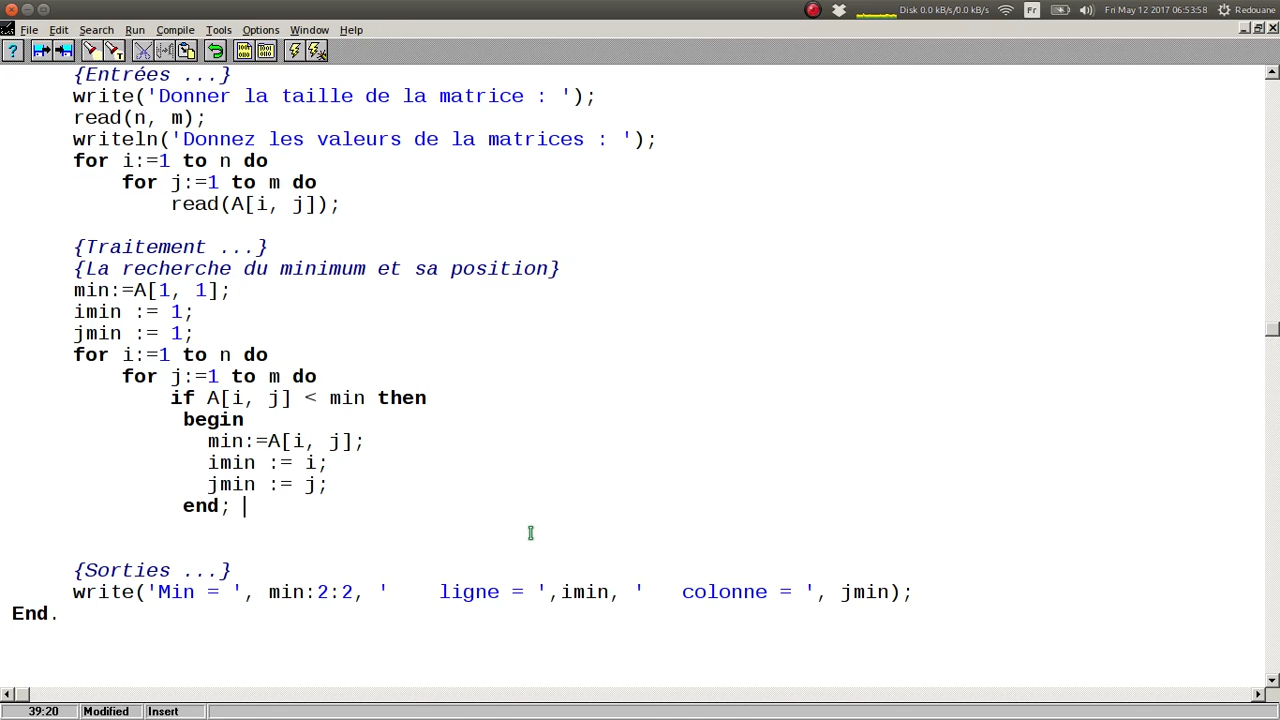 Disk 0.0 kB/s/0.0 kB/s Fr Fri May 12 2017 06:53:58 Redouane
File Edit Search Run Compile Tools Options Window Help
{Entrées ...}
write('Donner la taille de la matrice : ');
read(n, m);
writeln('Donnez les valeurs de la matrices : ');
for i:=1 to n do
for j:=1 to m do
read(A[i, j]);
{Traitement ...}
{La recherche du minimum et sa position}
min:=A[1, 1];
imin := 1;
jmin := 1;
for i:=1 to n do
for j:=1 to m do
if A[i, j] < min then
begin
min:=A[i, j];
imin := i;
jmin := j;
end;
{Sorties ...}
write('Min = ', min:2:2, '    ligne = ',imin, '   colonne = ', jmin);
End.
39:20 Modified Insert